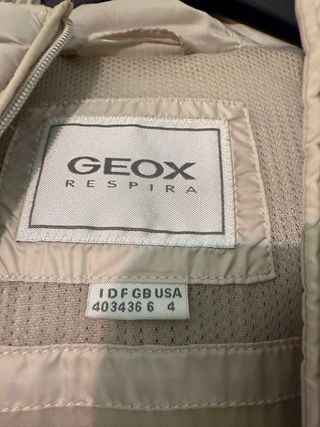 GEOX
RESPIRA
I D F GB USA
40 34 36 6 4